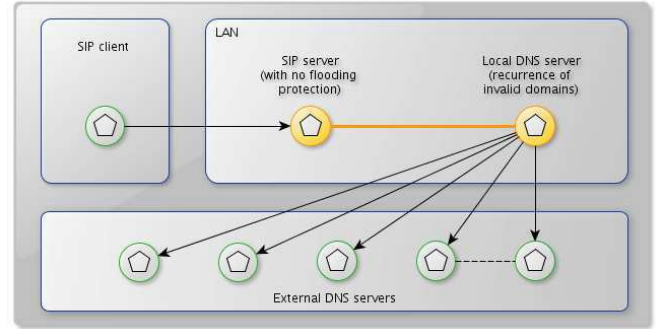 SIP client
LAN
SIP server
(with no flooding
protection)
Local DNS server
(recurrence of
invalid domains)
External DNS servers